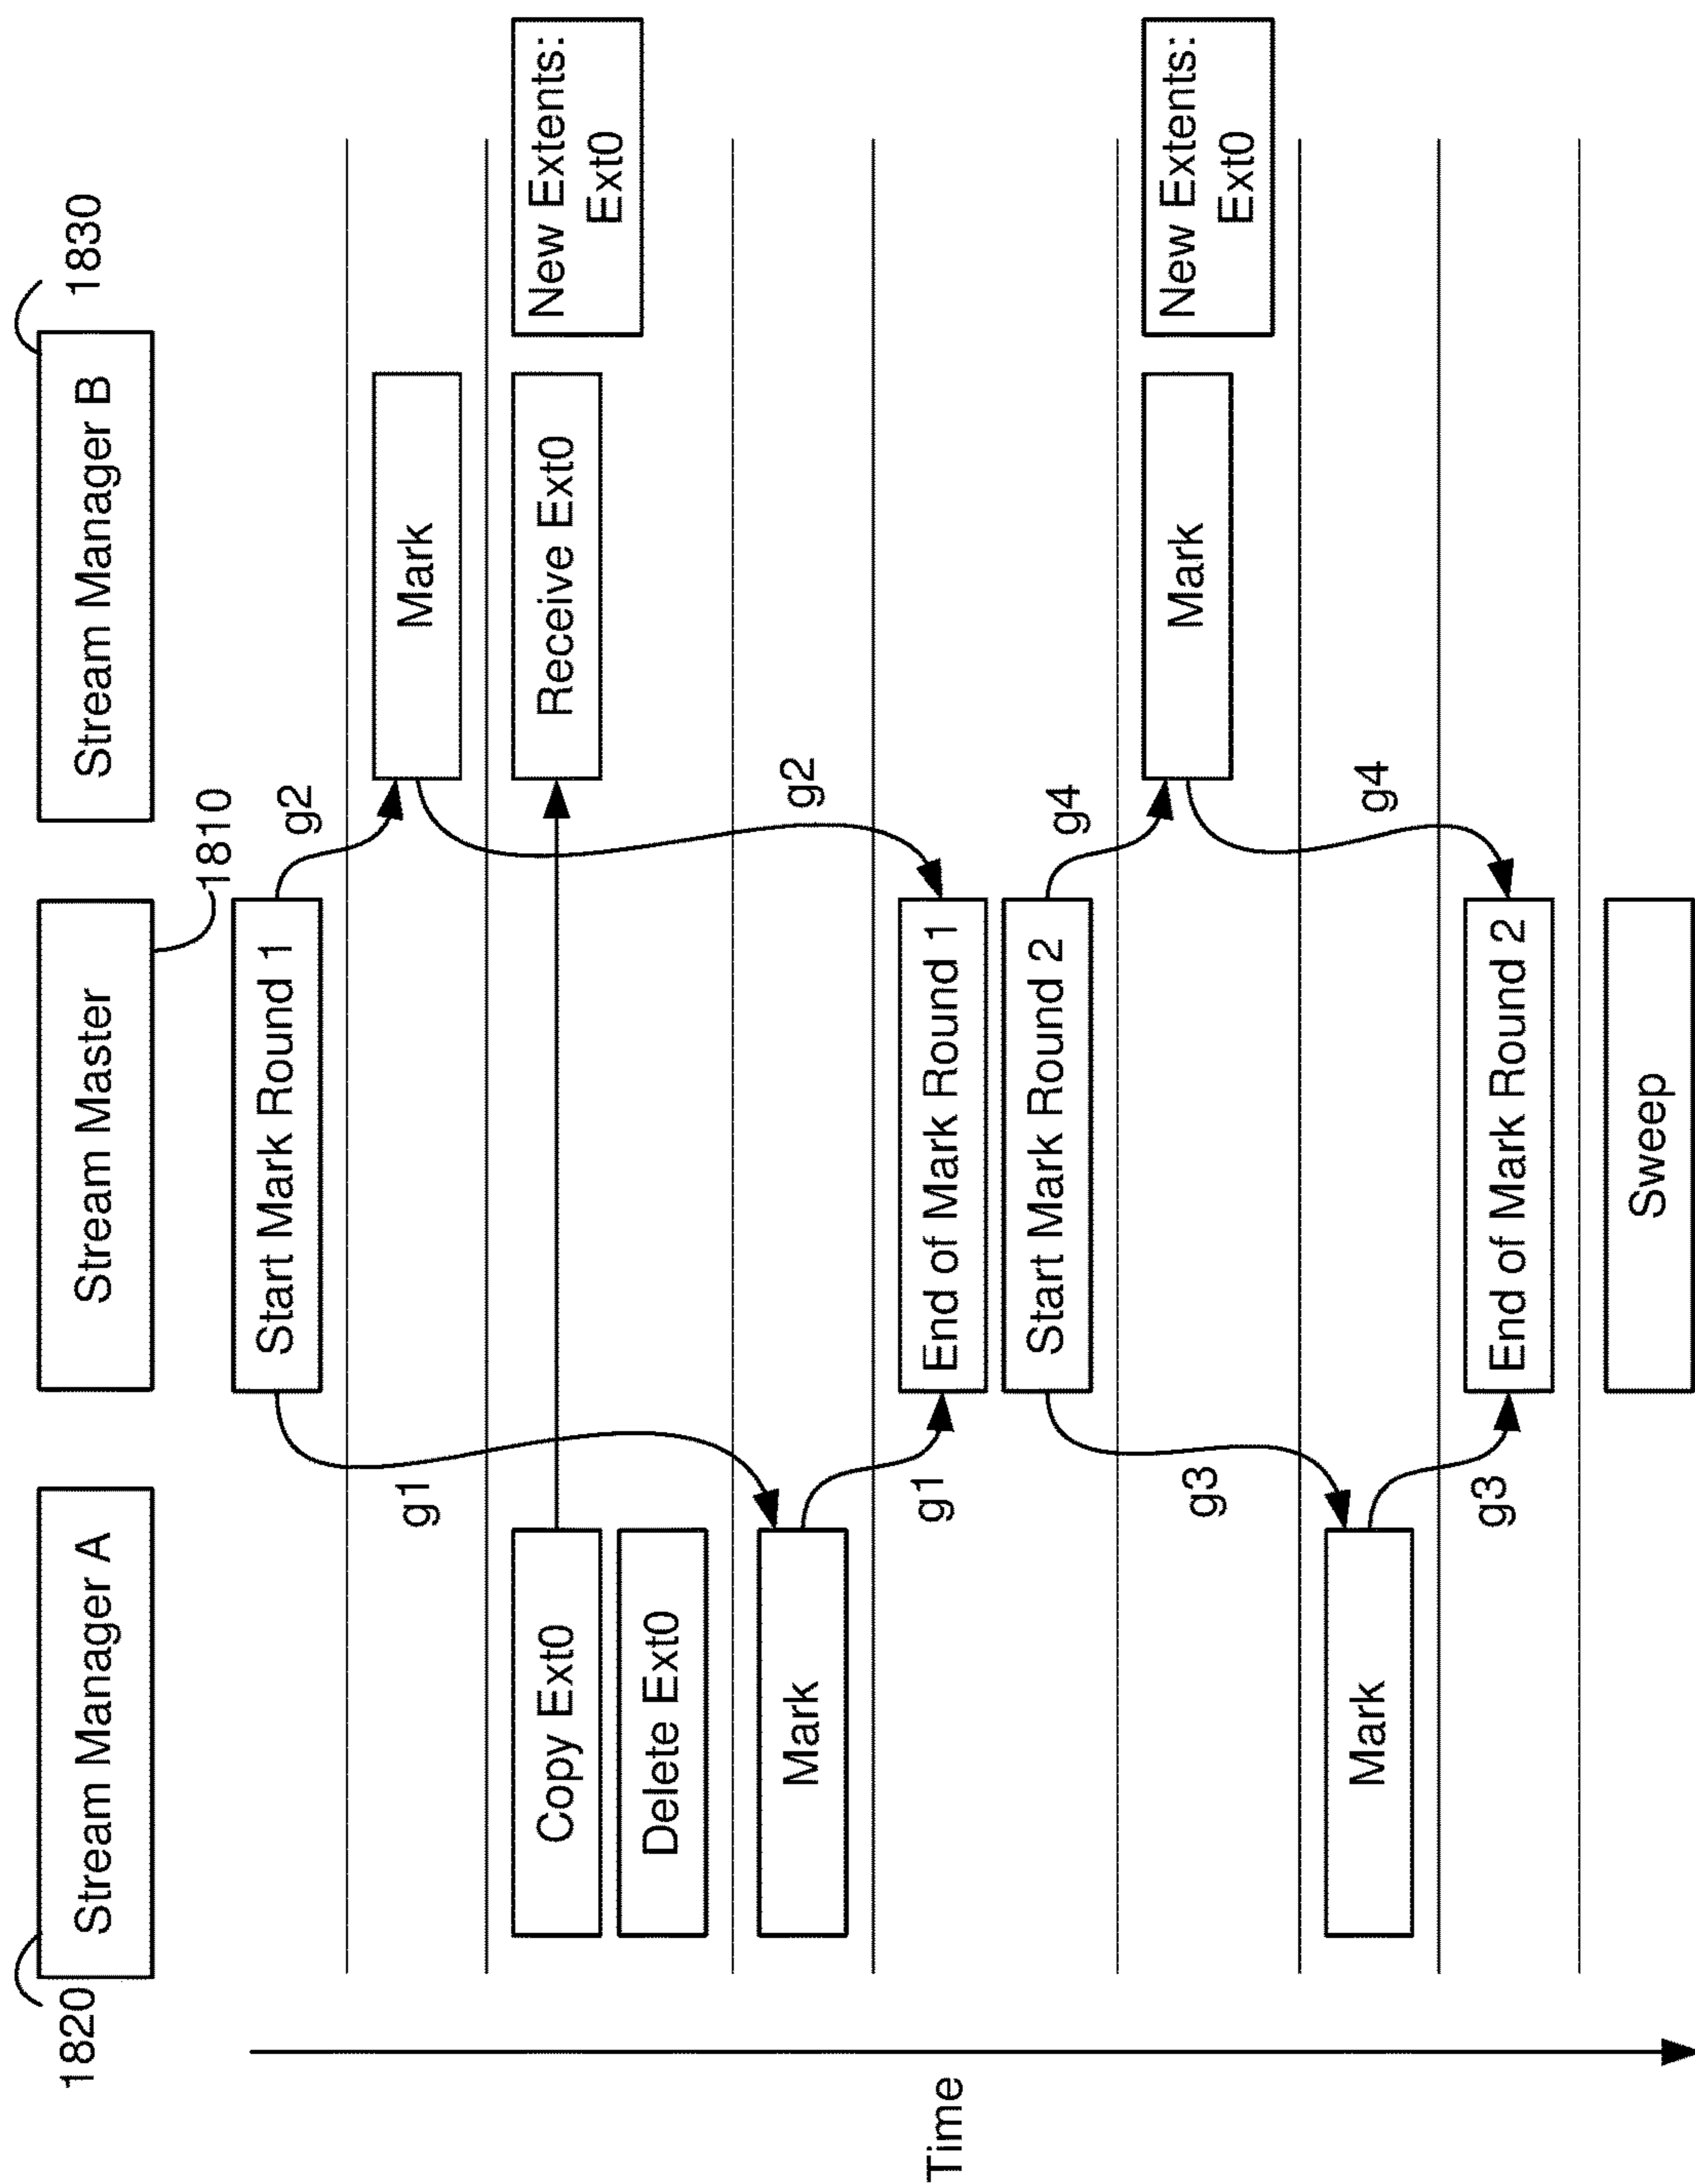 1820
Stream Manager A
Stream Master
1810
Stream Manager B
1830
Start Mark Round 1
g2
g1
Mark
Copy Ext0
Receive Ext0
New Extents:
Ext0
Delete Ext0
Mark
g2
g1
End of Mark Round 1
Start Mark Round 2
g4
g3
Mark
New Extents:
Ext0
Mark
g4
g3
End of Mark Round 2
Sweep
Time